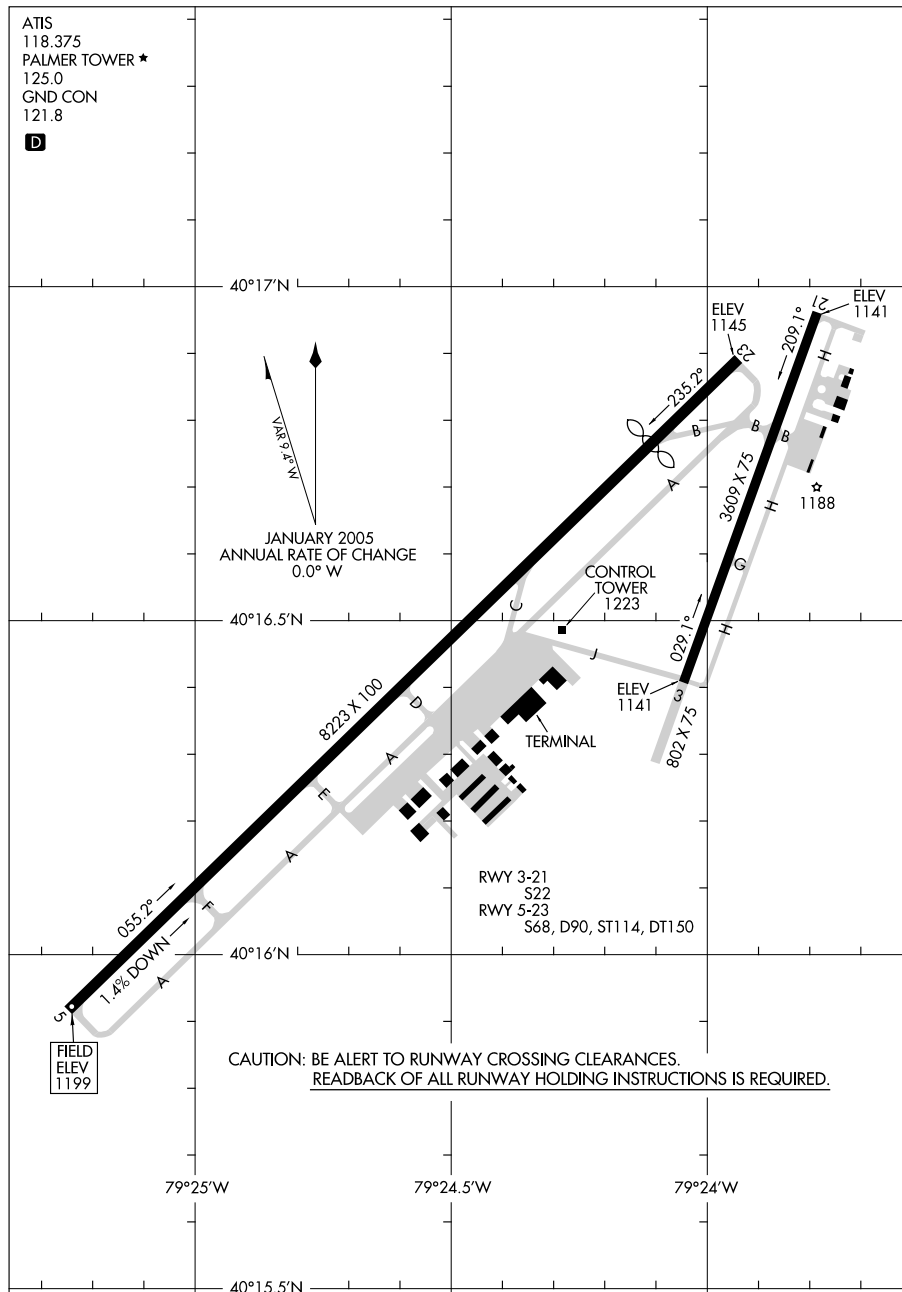 ATIS
118.375
PALMER TOWER ★
125.0
GND CON
121.8
D
40°17'N
ELEV
1145
23
235.2°
21
ELEV
1141
209.1°
H
VAR 9.4° W
JANUARY 2005
ANNUAL RATE OF CHANGE
0.0° W
B
B
B
A
3609 X 75
H
1188
G
H
CONTROL
TOWER
1223
40°16.5'N
C
J
029.1°
ELEV
1141
3
802 X 75
8223 X 100
D
TERMINAL
A
E
A
RWY 3-21
S22
RWY 5-23
S68, D90, ST114, DT150
055.2°
F
1.4% DOWN
40°16'N
A
5
FIELD
ELEV
1199
CAUTION: BE ALERT TO RUNWAY CROSSING CLEARANCES.
READBACK OF ALL RUNWAY HOLDING INSTRUCTIONS IS REQUIRED.
79°25'W
79°24.5'W
79°24'W
40°15.5'N